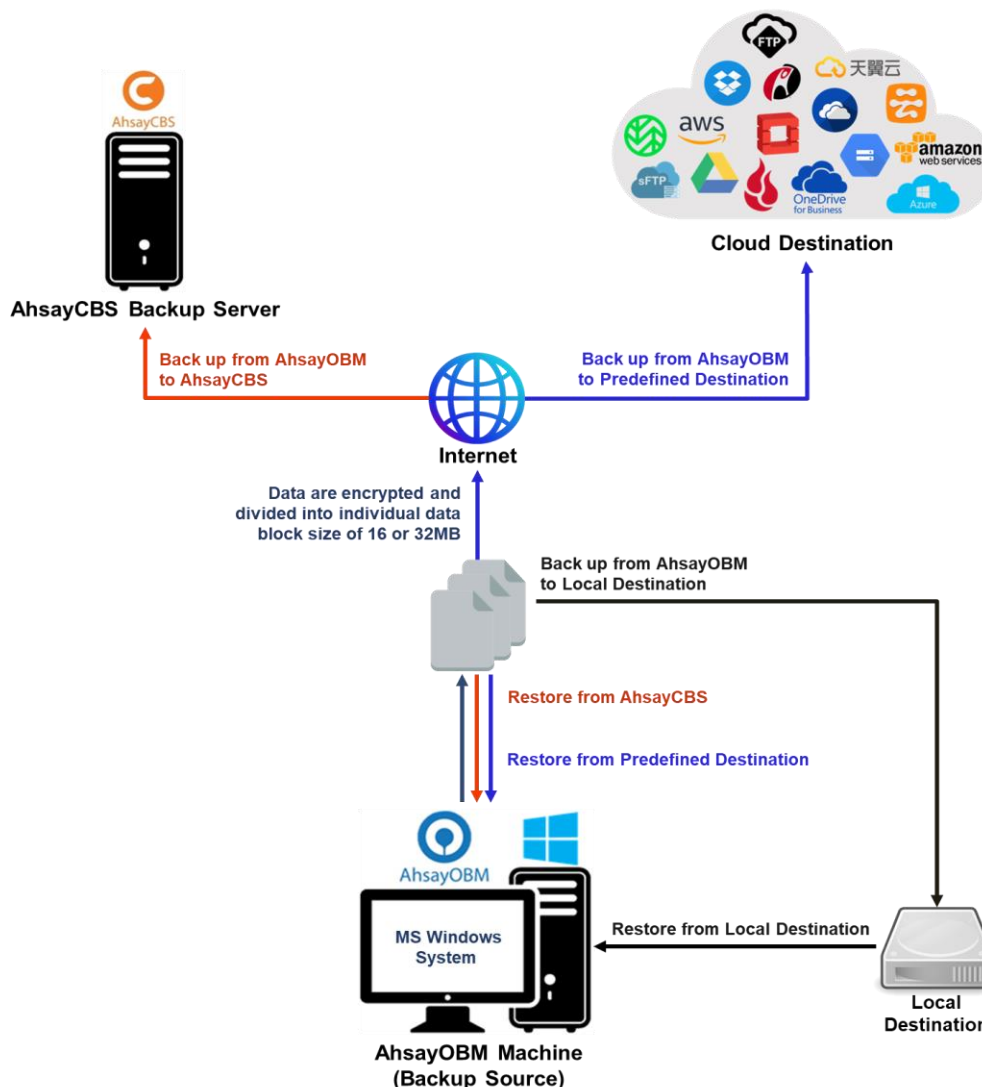 FTP
天翼云
AhsayCBS
aws
amazon
web services
sFTP
OneDrive
for Business
Azure
Cloud Destination
AhsayCBS Backup Server
Back up from AhsayOBM
to AhsayCBS
Back up from AhsayOBM
to Predefined Destination
Internet
Data are encrypted and
divided into individual data
block size of 16 or 32MB
Back up from AhsayOBM
to Local Destination
Restore from AhsayCBS
Restore from Predefined Destination
AhsayOBM
MS Windows
System
Restore from Local Destination
Local
Destination
AhsayOBM Machine
(Backup Source)